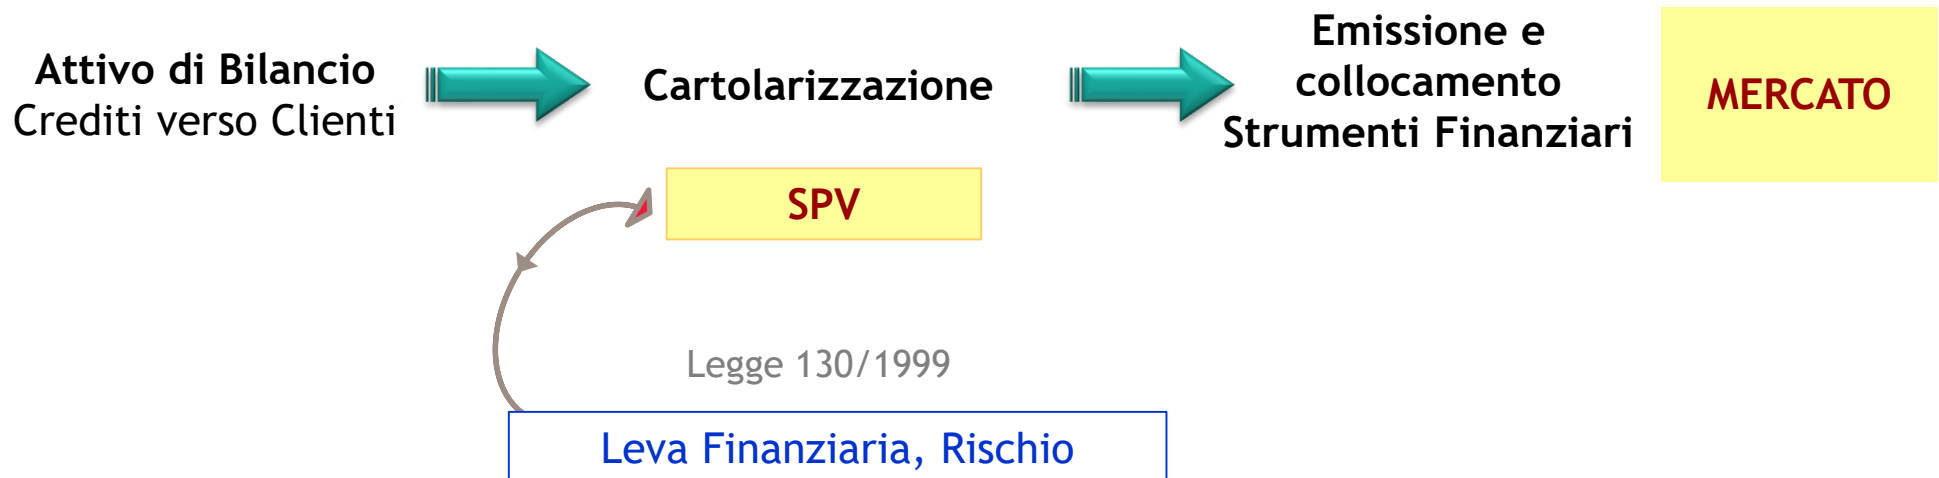 Attivo di Bilancio
Crediti verso Clienti
Cartolarizzazione
Emissione e
collocamento
Strumenti Finanziari
MERCATO
SPV
Legge 130/1999
Leva Finanziaria, Rischio